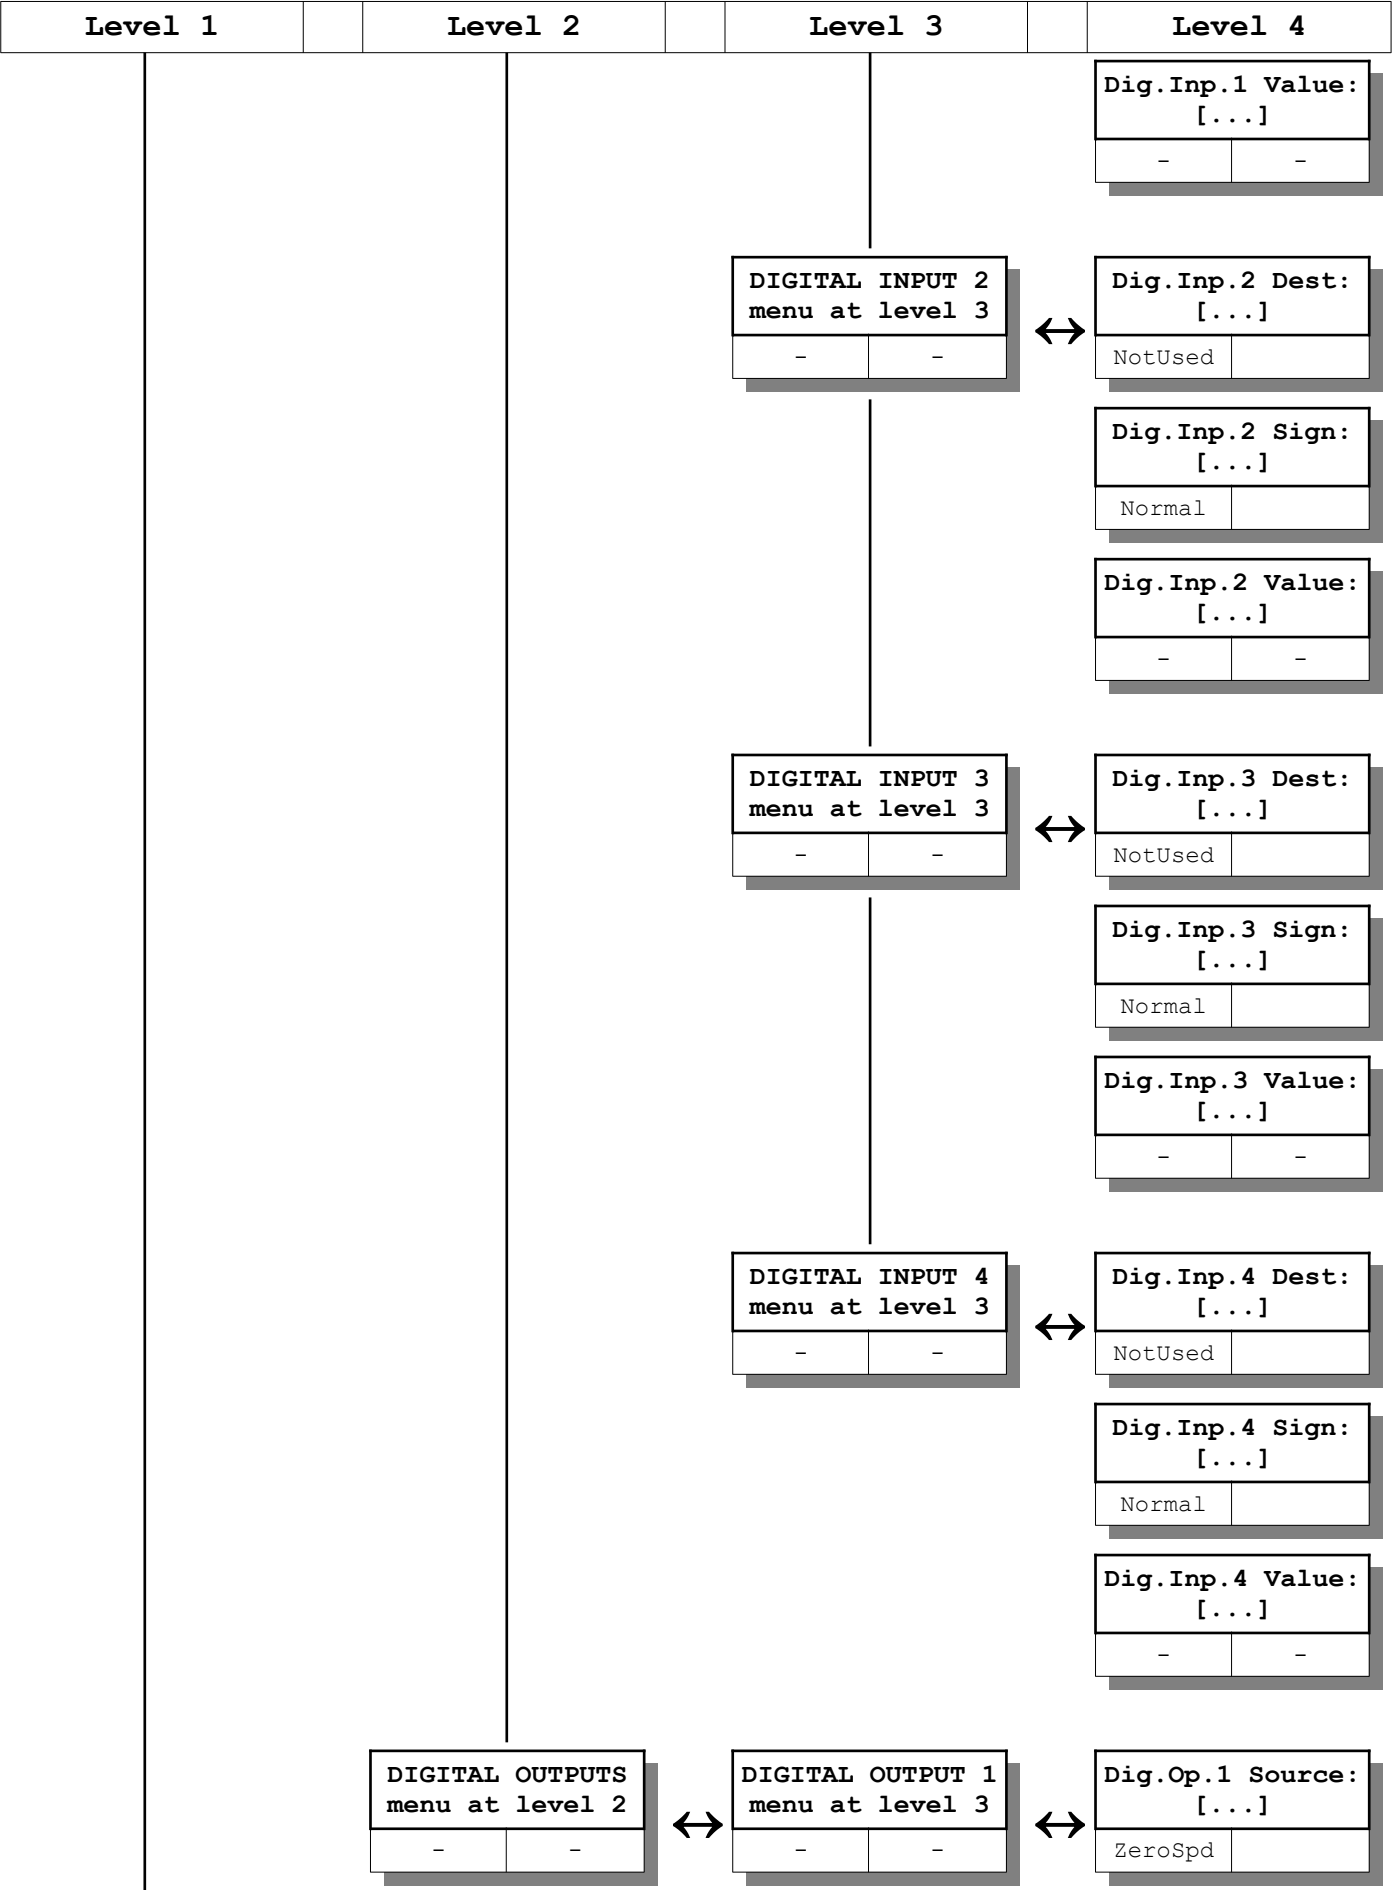 Level 1 Level 2 Level 3 Level 4
Dig.Inp.1 Value:
[...]
- -
DIGITAL INPUT 2
menu at level 3
- -
Dig.Inp.2 Dest:
[...]
NotUsed
Dig.Inp.2 Sign:
[...]
Normal
Dig.Inp.2 Value:
[...]
- -
DIGITAL INPUT 3
menu at level 3
- -
Dig.Inp.3 Dest:
[...]
NotUsed
Dig.Inp.3 Sign:
[...]
Normal
Dig.Inp.3 Value:
[...]
- -
DIGITAL INPUT 4
menu at level 3
- -
Dig.Inp.4 Dest:
[...]
NotUsed
Dig.Inp.4 Sign:
[...]
Normal
Dig.Inp.4 Value:
[...]
- -
DIGITAL OUTPUTS
menu at level 2
- -
DIGITAL OUTPUT 1
menu at level 3
- -
Dig.Op.1 Source:
[...]
ZeroSpd